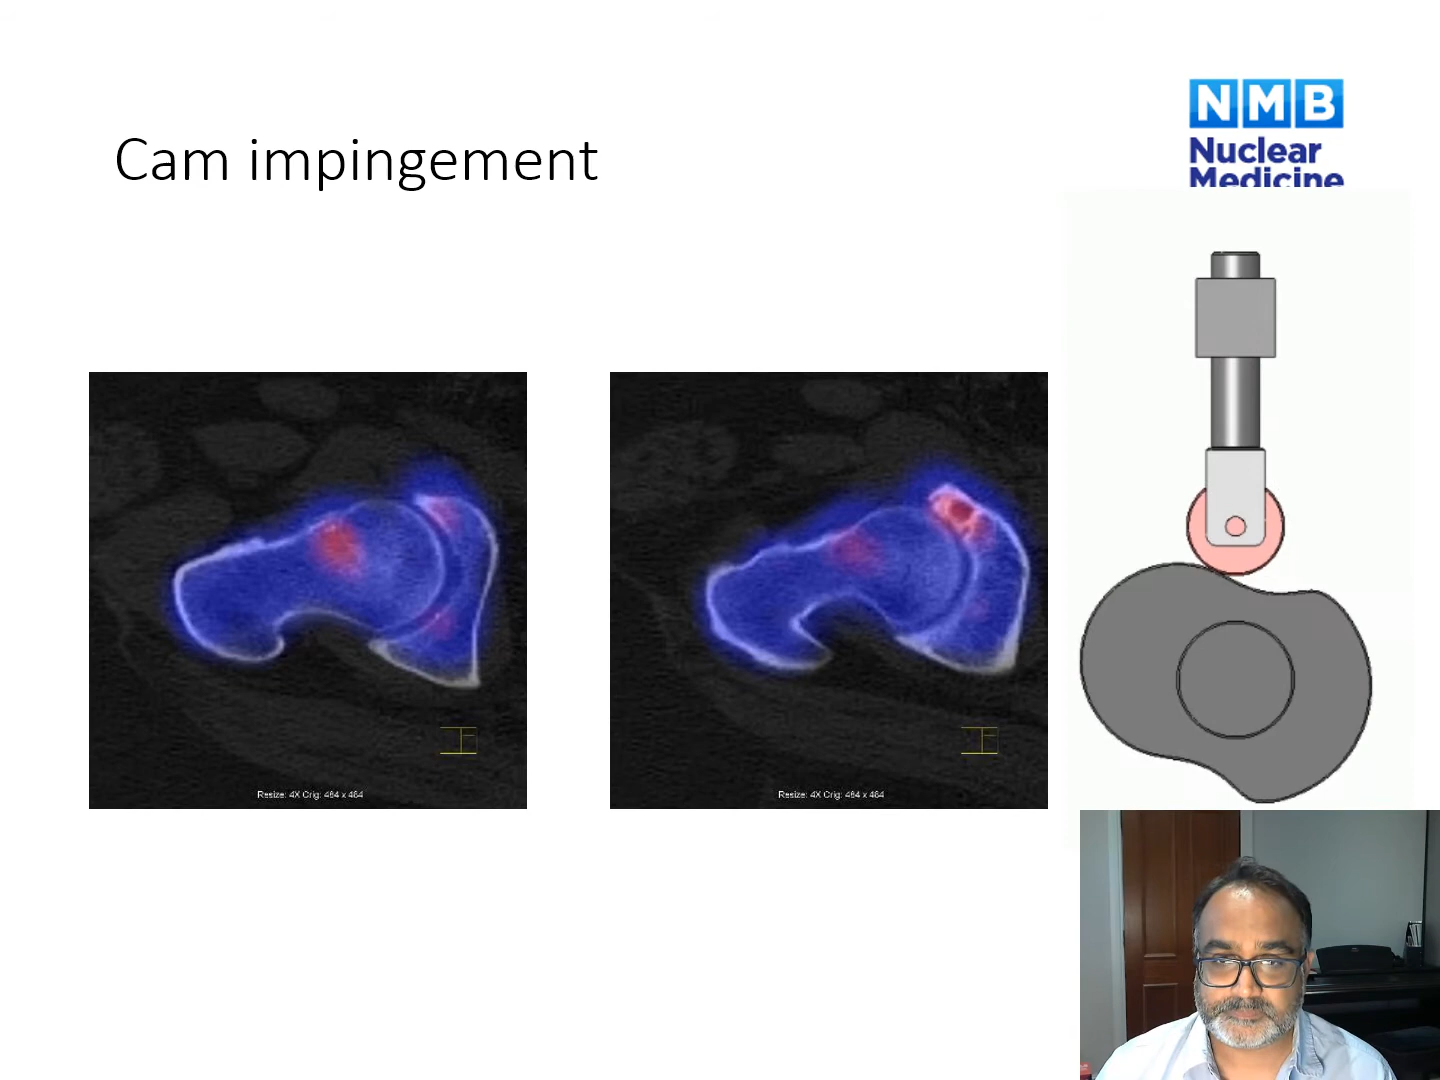 Cam impingement
NMB
Nuclear
Medicine
Resize: 4X Orig: 464 x 464
Resize: 4X Orig: 464 x 464